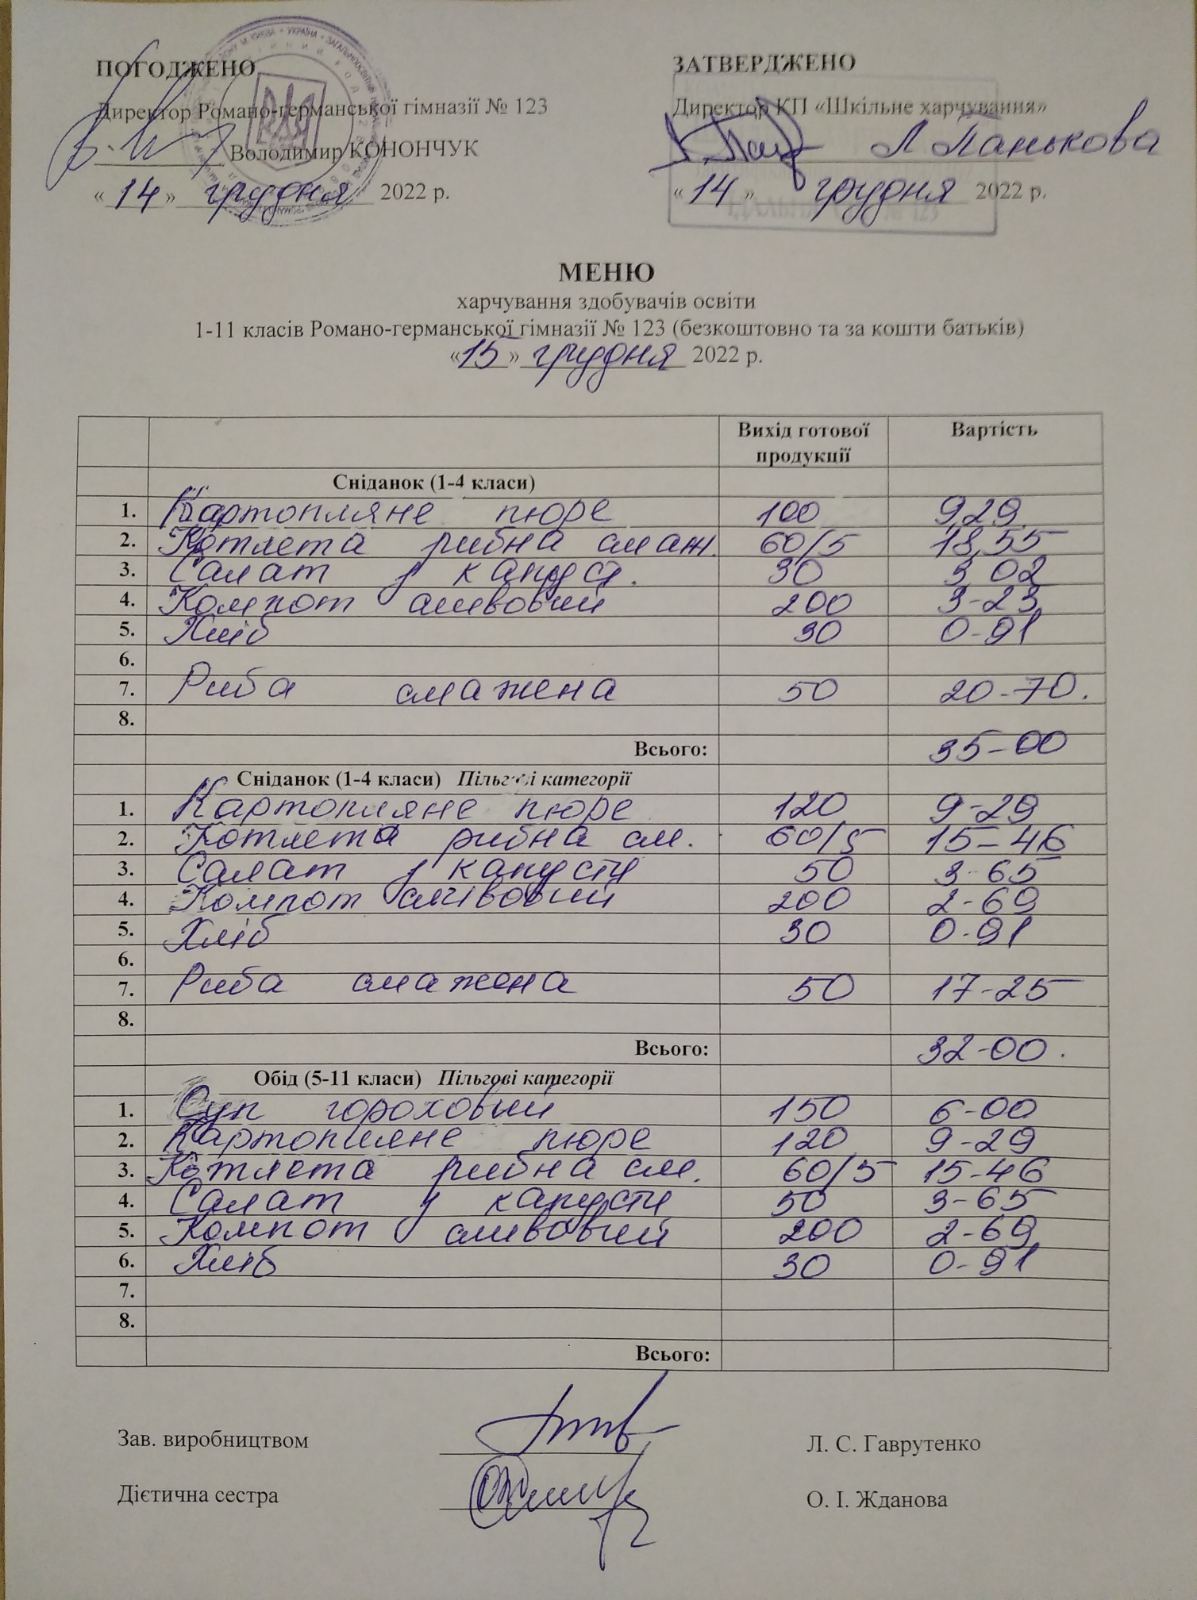 ПОГОДЖЕНО
Директор Романо-германської гімназії № 123
Володимир КОНОНЧУК
«14» грудня 2022 р.
ЗАТВЕРДЖЕНО
Директор КП «Шкільне харчування»
Л Панькова
«14» грудня 2022 р.
МЕНЮ
харчування здобувачів освіти
1-11 класів Романо-германської гімназії № 123 (безкоштовно та за кошти батьків)
«15» грудня 2022 р.
Вихід готової продукції Вартість
Сніданок (1-4 класи)
1. Картопляне пюре 100 9,29
2. Котлета рибна смаж. 60/5 18,55
3. Салат з капуст. 30 3,02
4. Компот сливовий 200 3-23
5. Хліб 30 0-91
6.
7. Риба смажена 50 20-70.
8.
Всього: 35-00
Сніданок (1-4 класи) Пільгові категорії
1. Картопляне пюре 120 9-29
2. Котлета рибна см. 60/5 15-46
3. Салат з капусти 50 3-65
4. Компот слівовий 200 2-69
5. Хліб 30 0-91
6.
7. Риба смажена 50 17-25
8.
Всього: 32-00.
Обід (5-11 класи) Пільгові категорії
1. Суп гороховий 150 6-00
2. Картопляне пюре 120 9-29
3. Котлета рибна см. 60/5 15-46
4. Салат з капусти 50 3-65
5. Компот сливовий 200 2-69
6. Хліб 30 0-91
7.
8.
Всього:
Зав. виробництвом Л. С. Гаврутенко
Дієтична сестра О. І. Жданова